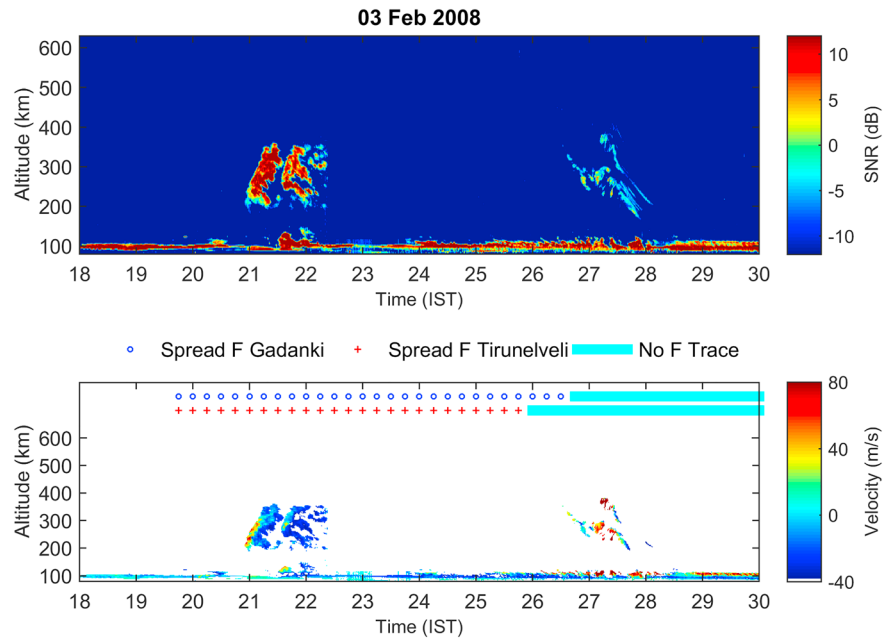 03 Feb 2008
600
500
400
300
200
100
Altitude (km)
18 19 20 21 22 23 24 25 26 27 28 29 30
Time (IST)
10
5
0
-5
-10
SNR (dB)
Spread F Gadanki Spread F Tirunelveli No F Trace
600
500
400
300
200
100
Altitude (km)
18 19 20 21 22 23 24 25 26 27 28 29 30
Time (IST)
80
60
40
20
0
-20
-40
Velocity (m/s)